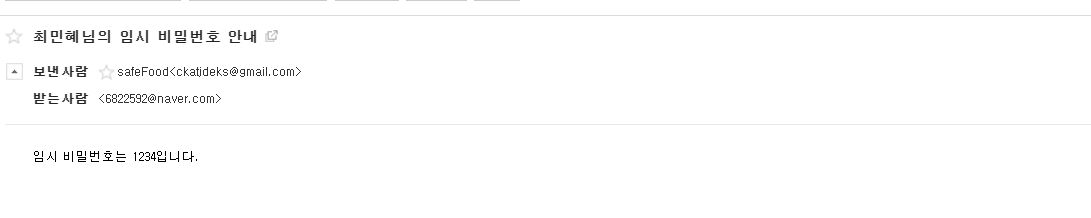 최민혜님의 임시 비밀번호 안내
보낸사람 safeFood<ckatjdeks@gmail.com>
받는사람 <6822592@naver.com>
임시 비밀번호는 1234입니다.